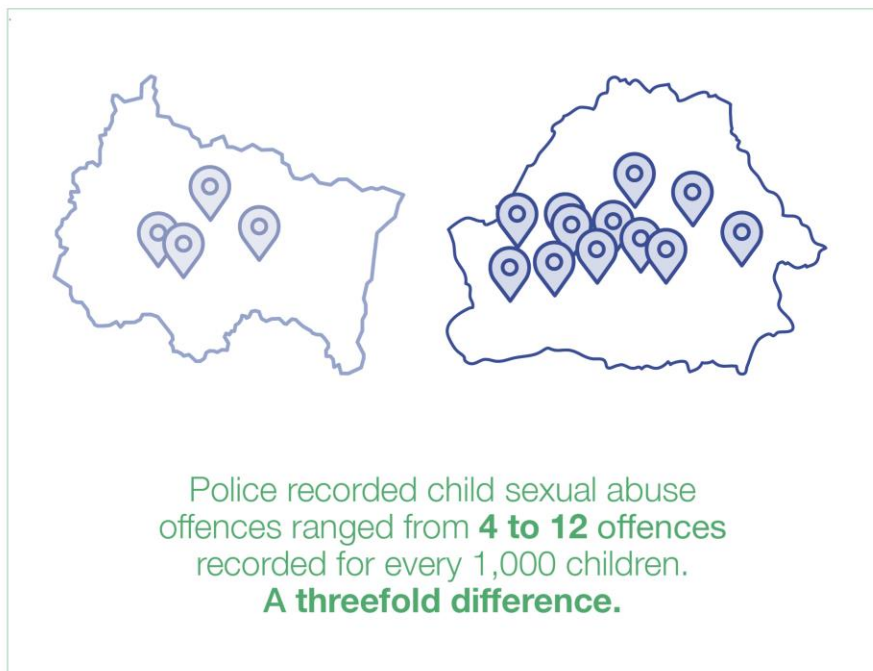 Police recorded child sexual abuse
offences ranged from 4 to 12 offences
recorded for every 1,000 children.
A threefold difference.